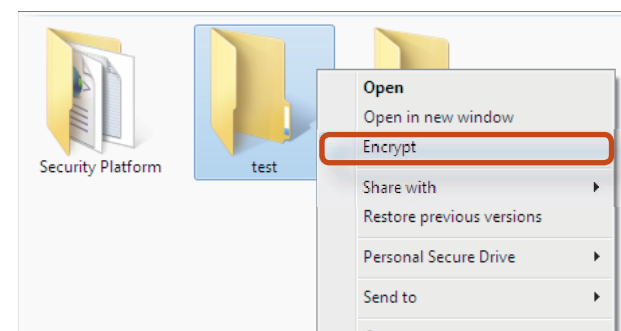 Security Platform
test
Open
Open in new window
Encrypt
Share with
Restore previous versions
Personal Secure Drive
Send to